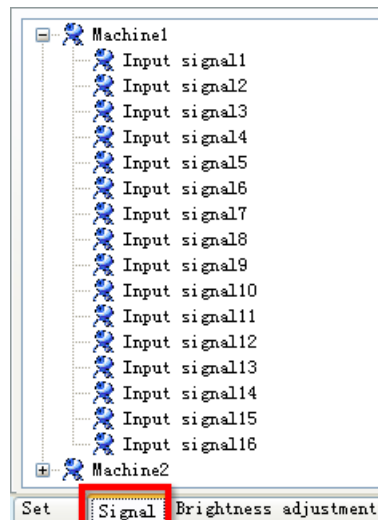 Machine1
Input signal1
Input signal2
Input signal3
Input signal4
Input signal5
Input signal6
Input signal7
Input signal8
Input signal9
Input signal10
Input signal11
Input signal12
Input signal13
Input signal14
Input signal15
Input signal16
Machine2
Set Signal Brightness adjustment